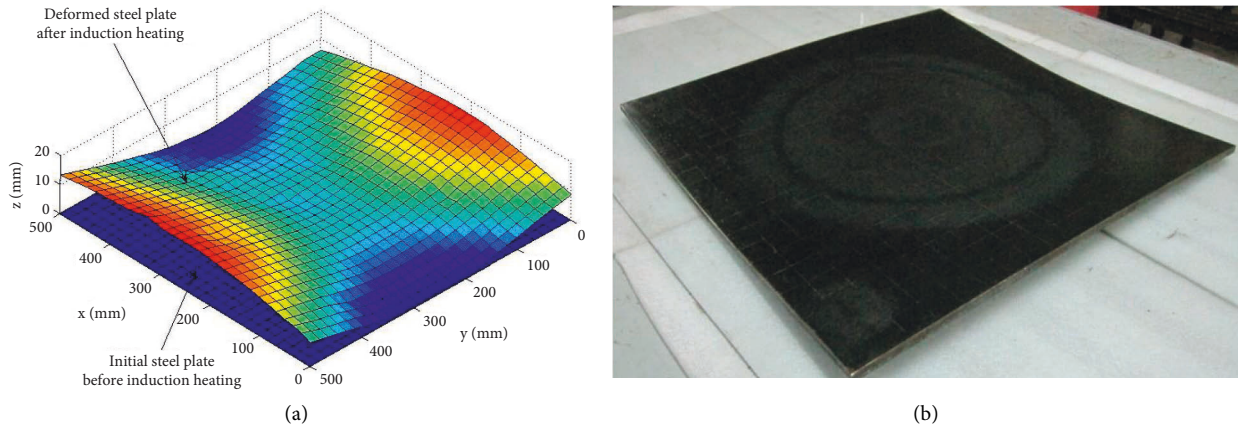 Deformed steel plate
after induction heating
20
10
0
z (mm)
500
400
300
200
100
0
x (mm)
0
100
200
300
400
500
y (mm)
Initial steel plate
before induction heating
(a)
(b)